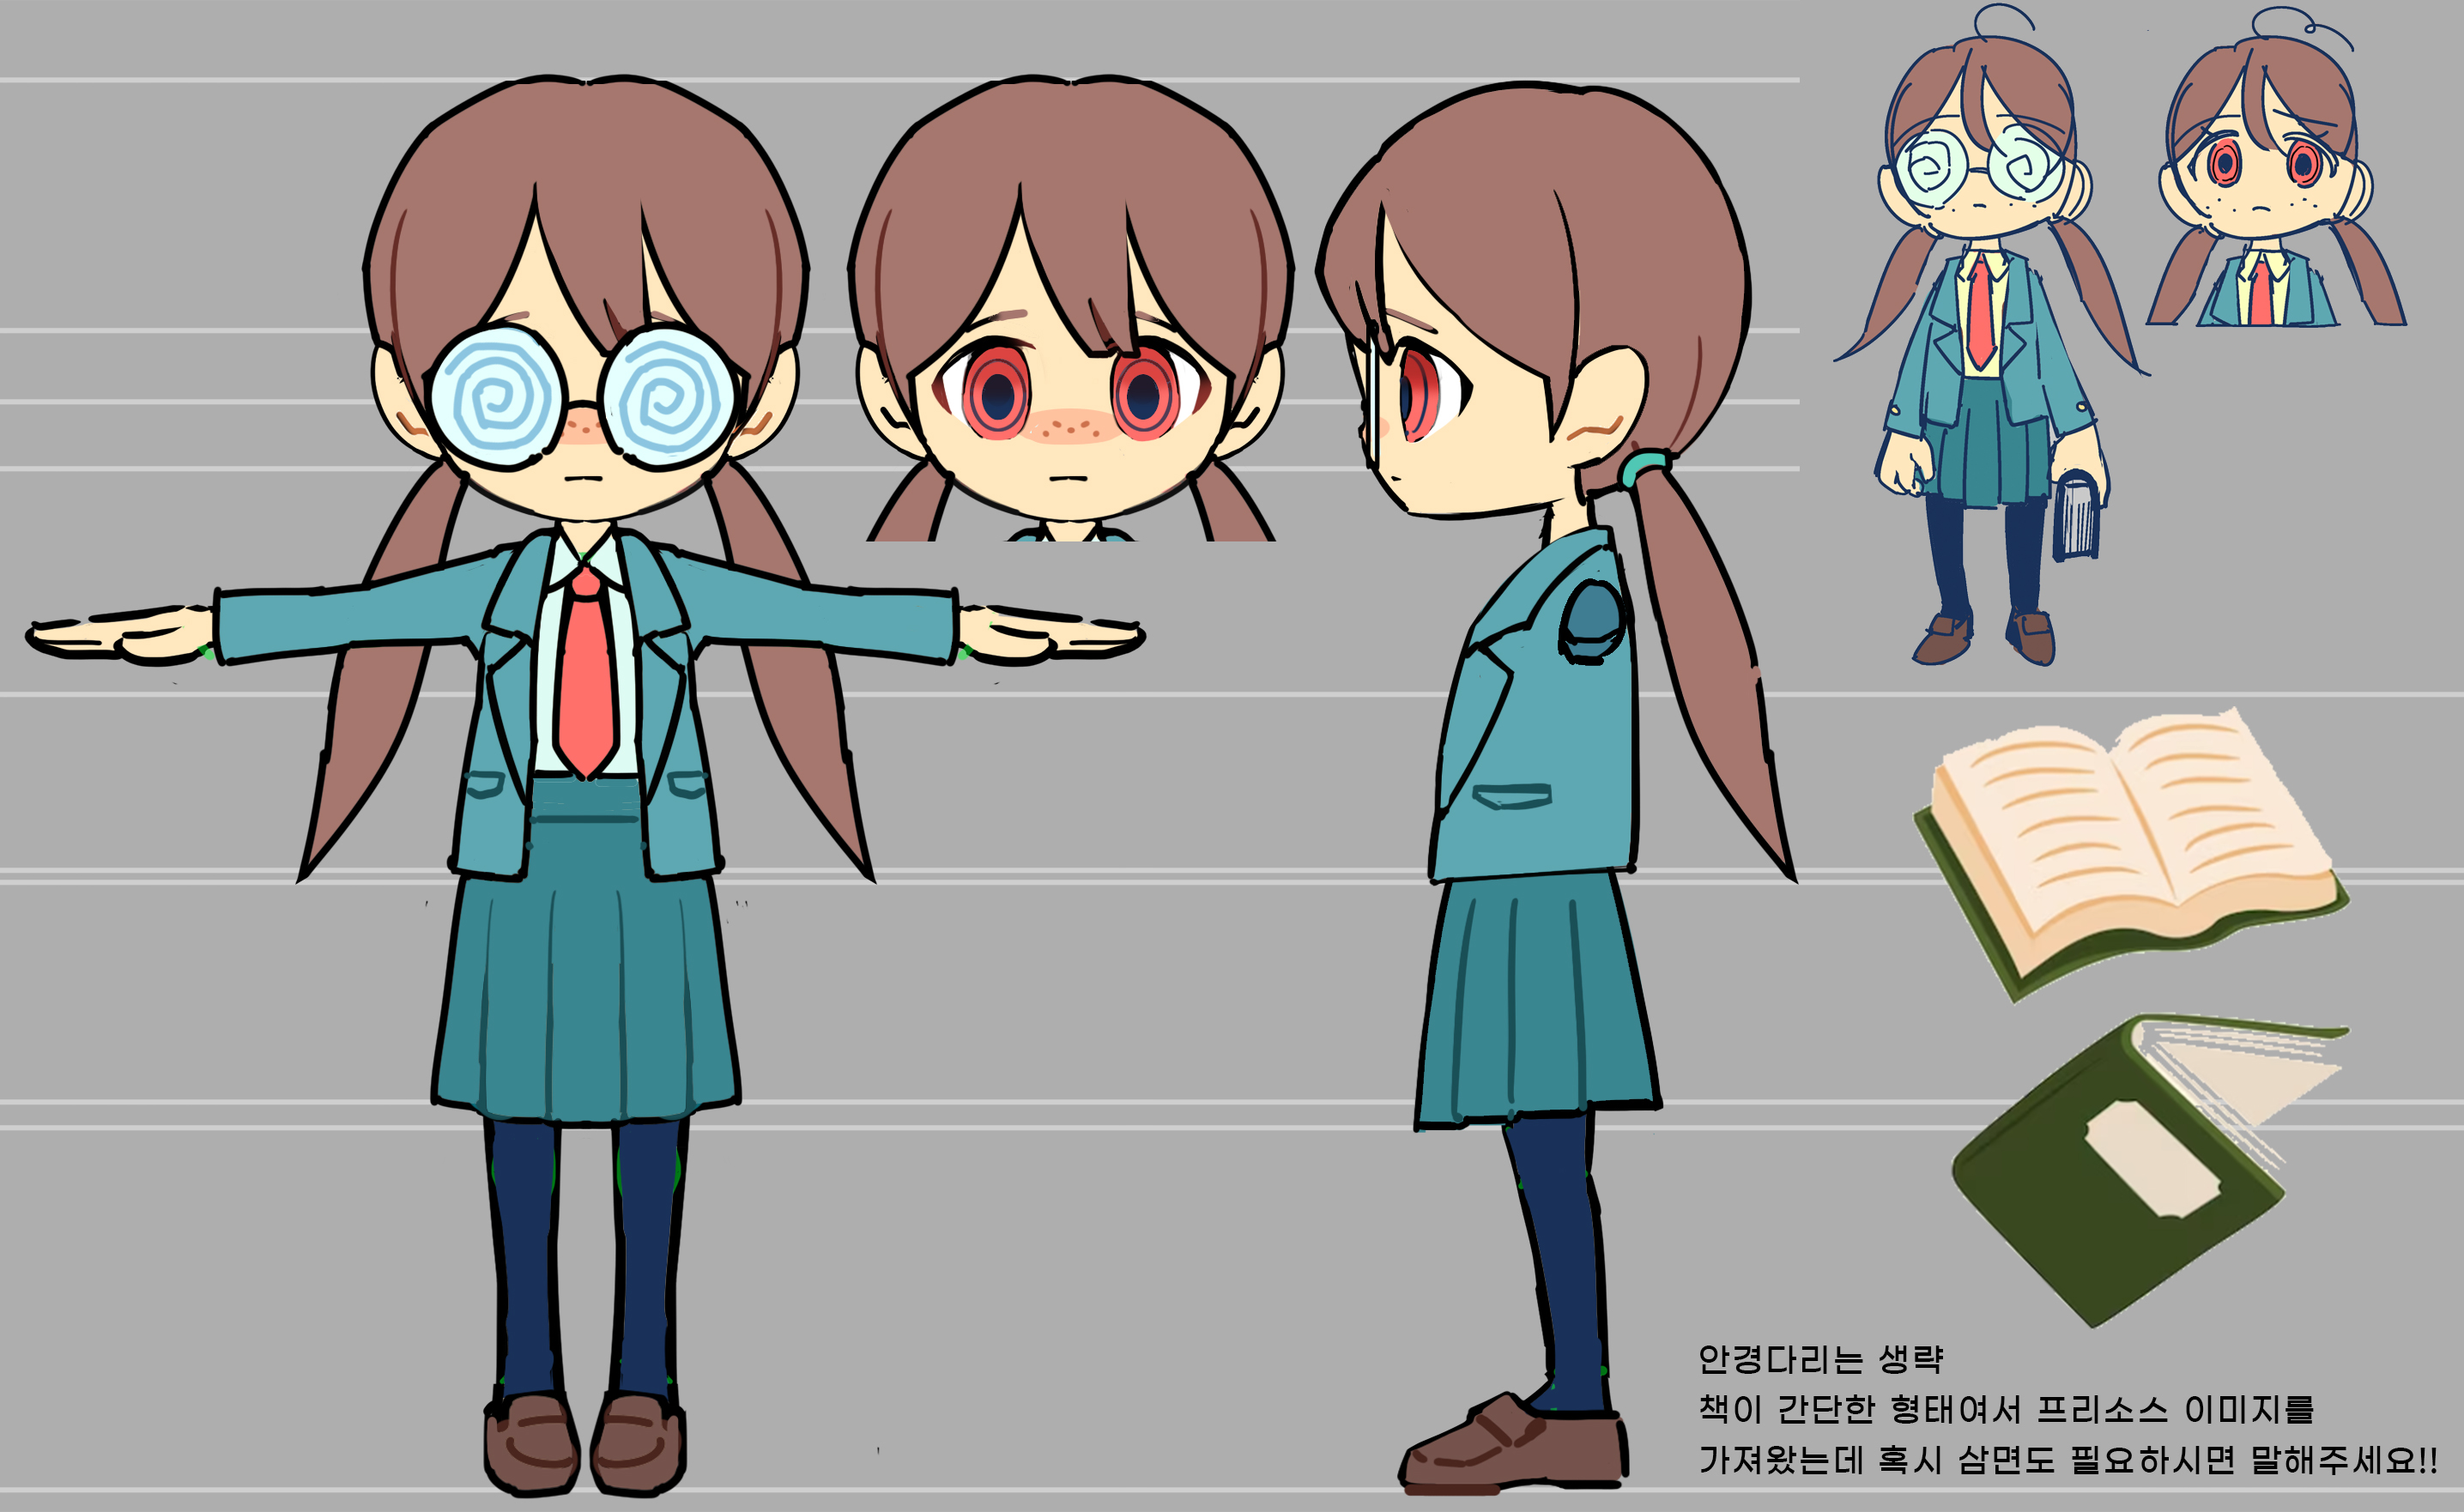 안경다리는 생략
책이 간단한 형태여서 프리소스 이미지를
가져왔는데 혹시 삼면도 필요하시면 말해주세요!!